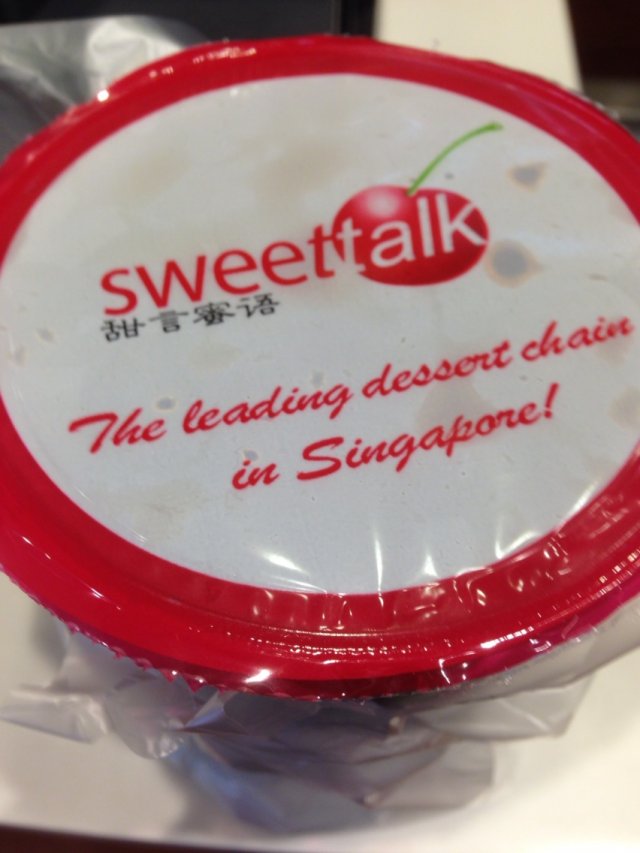 sweettalk
甜言蜜语
The leading dessert chain
in Singapore!